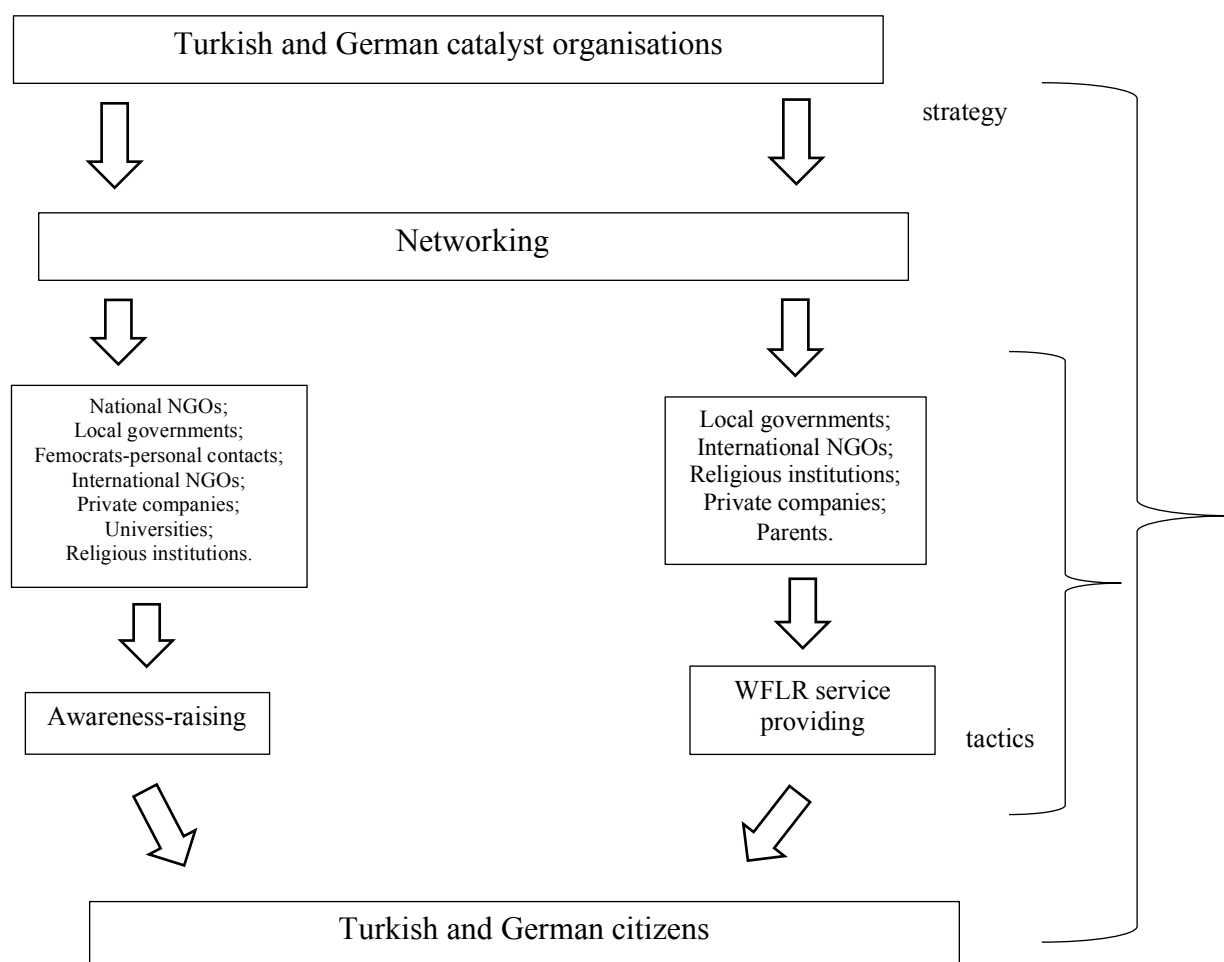 Turkish and German catalyst organisations
strategy
Networking
National NGOs;
Local governments;
Femocrats-personal contacts;
International NGOs;
Private companies;
Universities;
Religious institutions.
Local governments;
International NGOs;
Religious institutions;
Private companies;
Parents.
Awareness-raising
WFLR service
providing
tactics
Turkish and German citizens